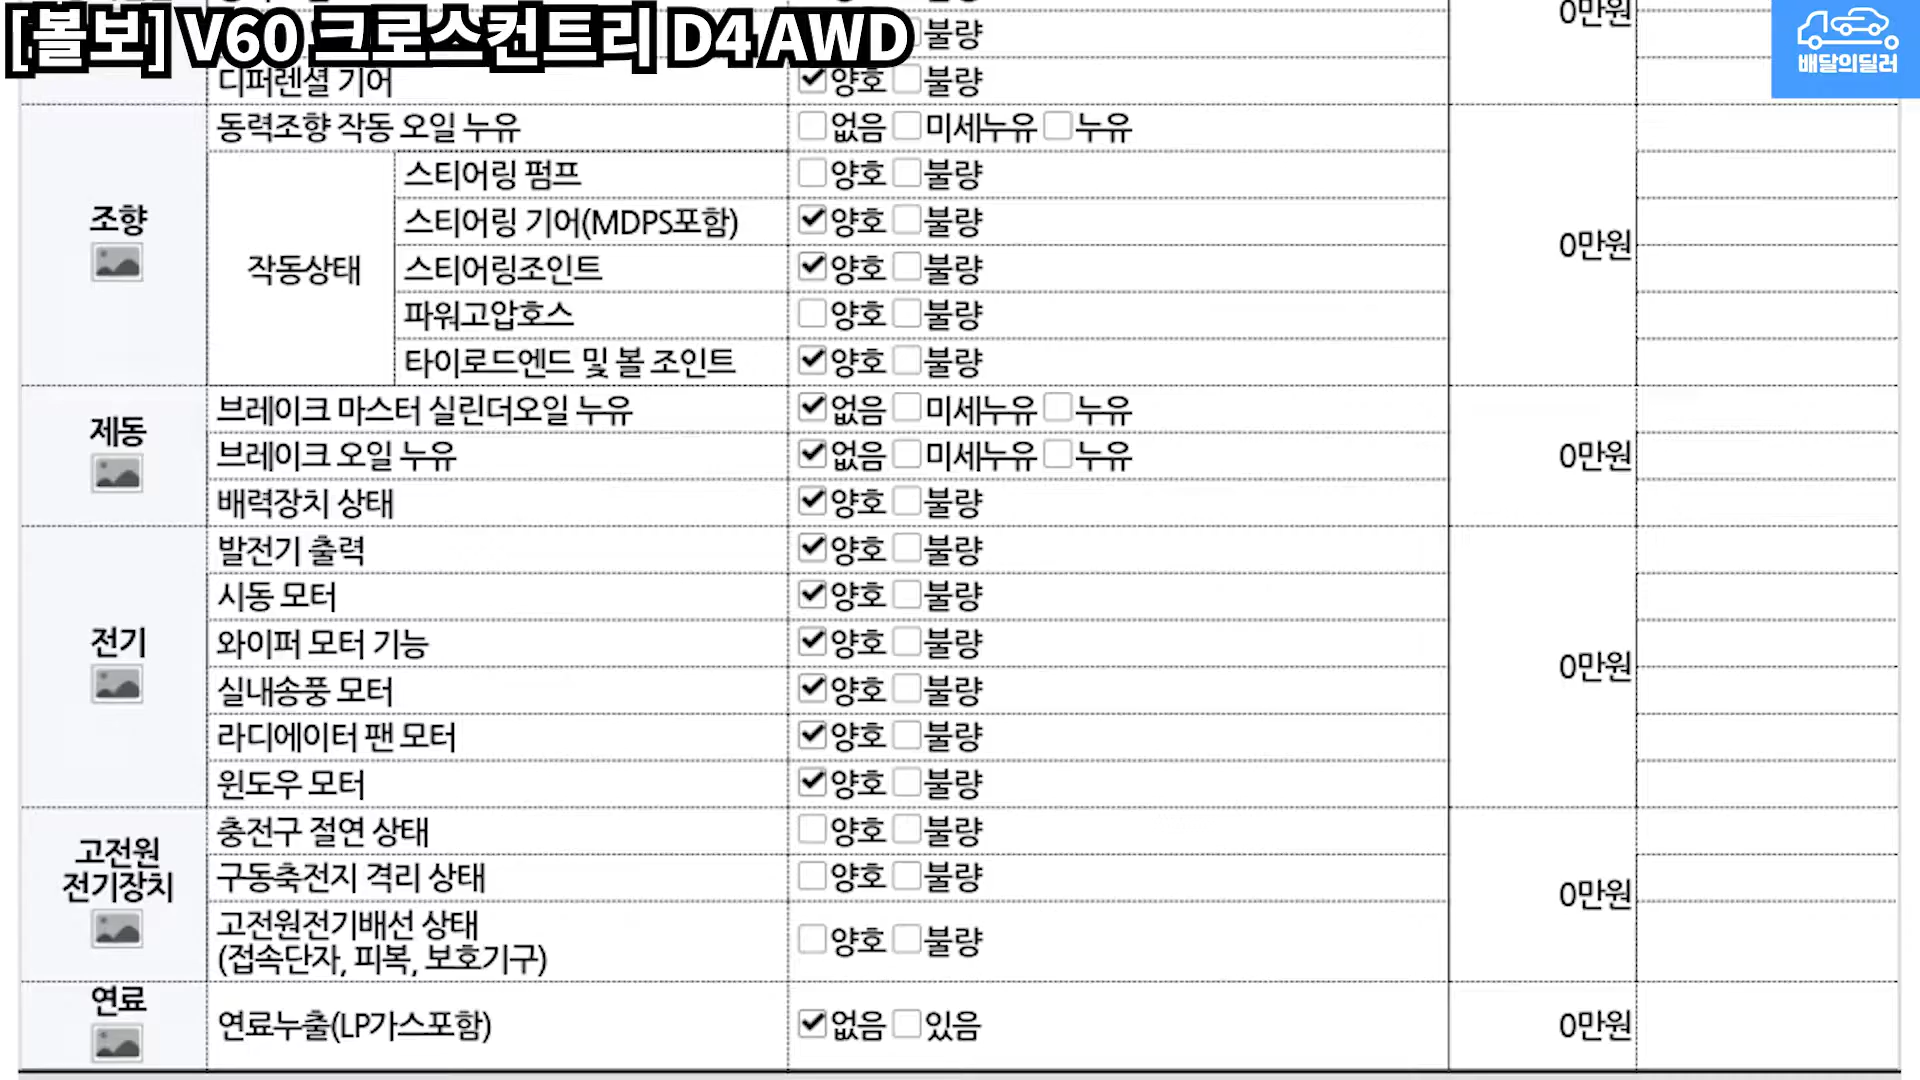 [볼보] V60 크로스컨트리 D4 AWD
배달의딜러
불량
0만원
디퍼렌셜 기어 양호 불량
조향
동력조향 작동 오일 누유 없음 미세누유 누유
작동상태
스티어링 펌프 양호 불량
스티어링 기어(MDPS포함) 양호 불량
스티어링조인트 양호 불량
파워고압호스 양호 불량
타이로드엔드 및 볼 조인트 양호 불량
0만원
제동
브레이크 마스터 실린더오일 누유 없음 미세누유 누유
브레이크 오일 누유 없음 미세누유 누유
배력장치 상태 양호 불량
0만원
전기
발전기 출력 양호 불량
시동 모터 양호 불량
와이퍼 모터 기능 양호 불량
실내송풍 모터 양호 불량
라디에이터 팬 모터 양호 불량
윈도우 모터 양호 불량
0만원
고전원
전기장치
충전구 절연 상태 양호 불량
구동축전지 격리 상태 양호 불량
고전원전기배선 상태
(접속단자, 피복, 보호기구) 양호 불량
0만원
연료
연료누출(LP가스포함) 없음 있음
0만원